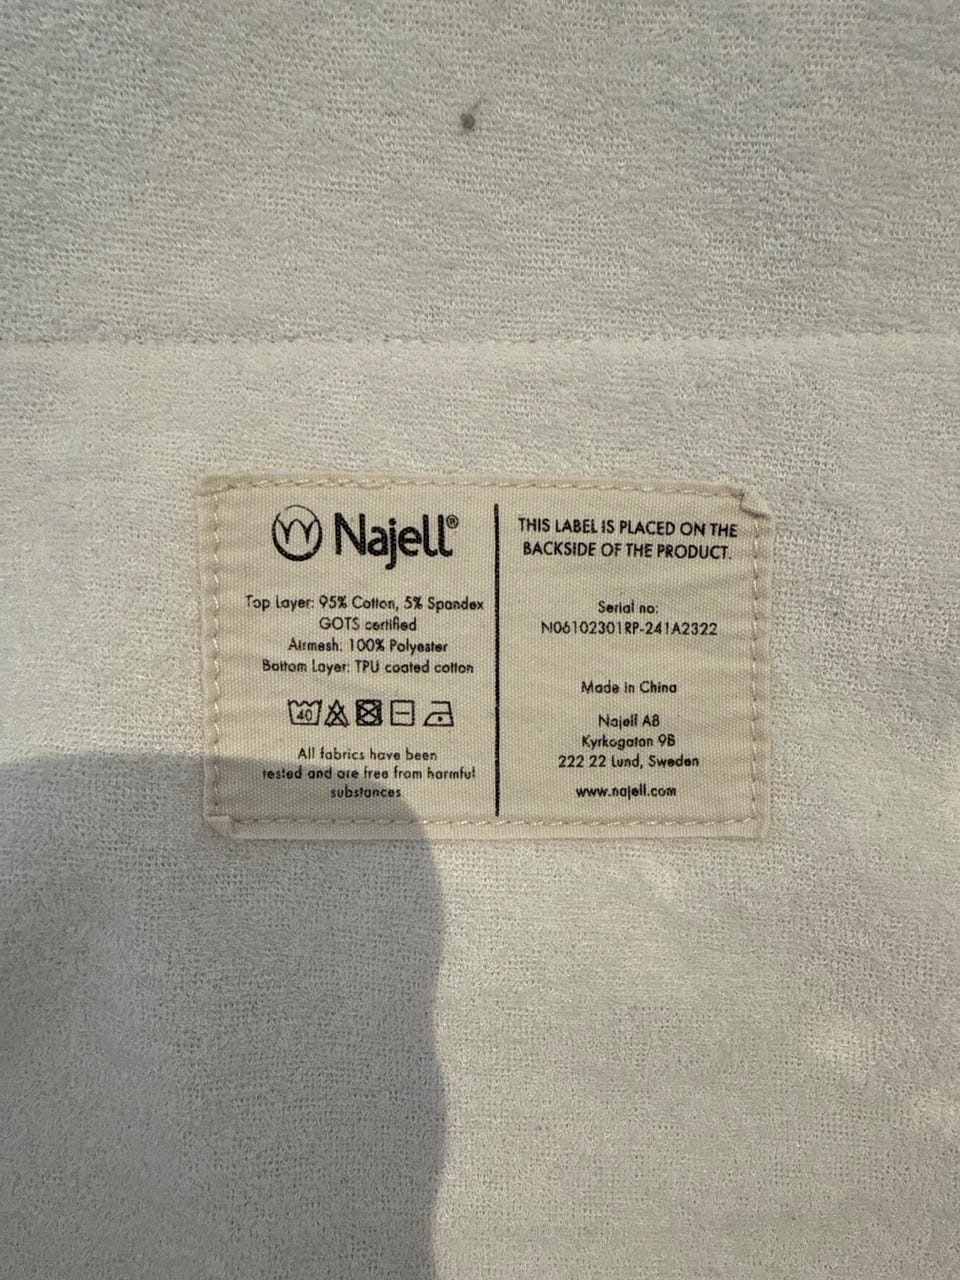 Najell®
Top Layer: 95% Cotton, 5% Spandex
GOTS certified
Airmesh: 100% Polyester
Bottom Layer: TPU coated cotton
40
All fabrics have been
tested and are free from harmful
substances
THIS LABEL IS PLACED ON THE
BACKSIDE OF THE PRODUCT.
Serial no:
N06102301RP-241A2322
Made in China
Najell AB
Kyrkogatan 9B
222 22 Lund, Sweden
www.najell.com